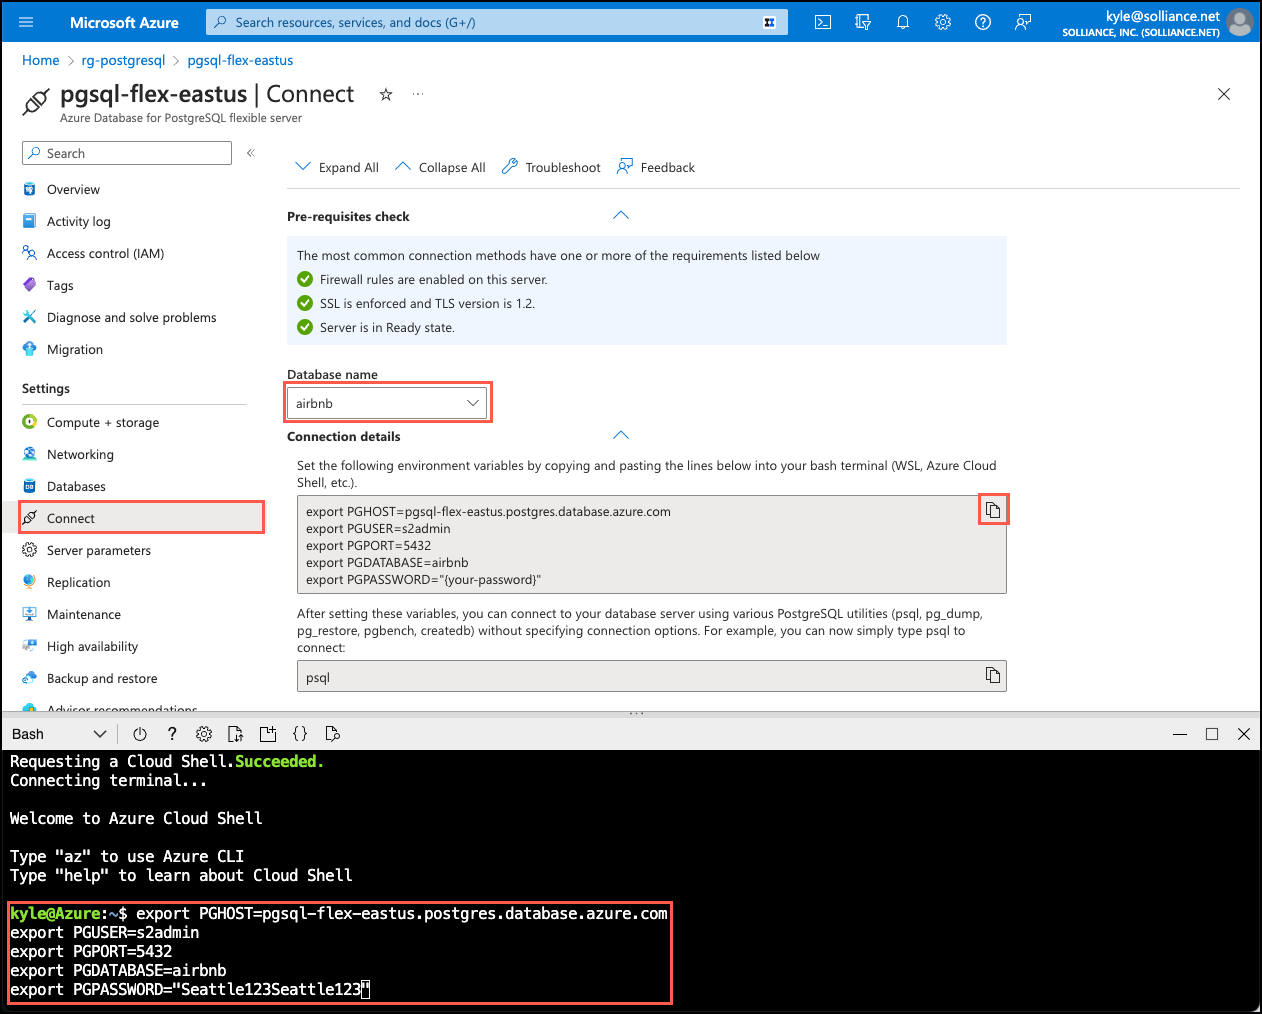 Microsoft Azure
Search resources, services, and docs (G+/)
kyle@solliance.net
SOLLIANCE, INC. (SOLLIANCE.NET)
Home > rg-postgresql > pgsql-flex-eastus
pgsql-flex-eastus | Connect
Azure Database for PostgreSQL flexible server
Search
Overview
Activity log
Access control (IAM)
Tags
Diagnose and solve problems
Migration
Settings
Compute + storage
Networking
Databases
Connect
Server parameters
Replication
Maintenance
High availability
Backup and restore
Advisor recommendations
Expand All
Collapse All
Troubleshoot
Feedback
Pre-requisites check
The most common connection methods have one or more of the requirements listed below
Firewall rules are enabled on this server.
SSL is enforced and TLS version is 1.2.
Server is in Ready state.
Database name
airbnb
Connection details
Set the following environment variables by copying and pasting the lines below into your bash terminal (WSL, Azure Cloud
Shell, etc.).
export PGHOST=pgsql-flex-eastus.postgres.database.azure.com
export PGUSER=s2admin
export PGPORT=5432
export PGDATABASE=airbnb
export PGPASSWORD="{your-password}"
After setting these variables, you can connect to your database server using various PostgreSQL utilities (psql, pg_dump,
pg_restore, pgbench, createdb) without specifying connection options. For example, you can now simply type psql to
connect:
psql
Bash
Requesting a Cloud Shell.Succeeded.
Connecting terminal...
Welcome to Azure Cloud Shell
Type "az" to use Azure CLI
Type "help" to learn about Cloud Shell
kyle@Azure:~$ export PGHOST=pgsql-flex-eastus.postgres.database.azure.com
export PGUSER=s2admin
export PGPORT=5432
export PGDATABASE=airbnb
export PGPASSWORD="Seattle123Seattle123"